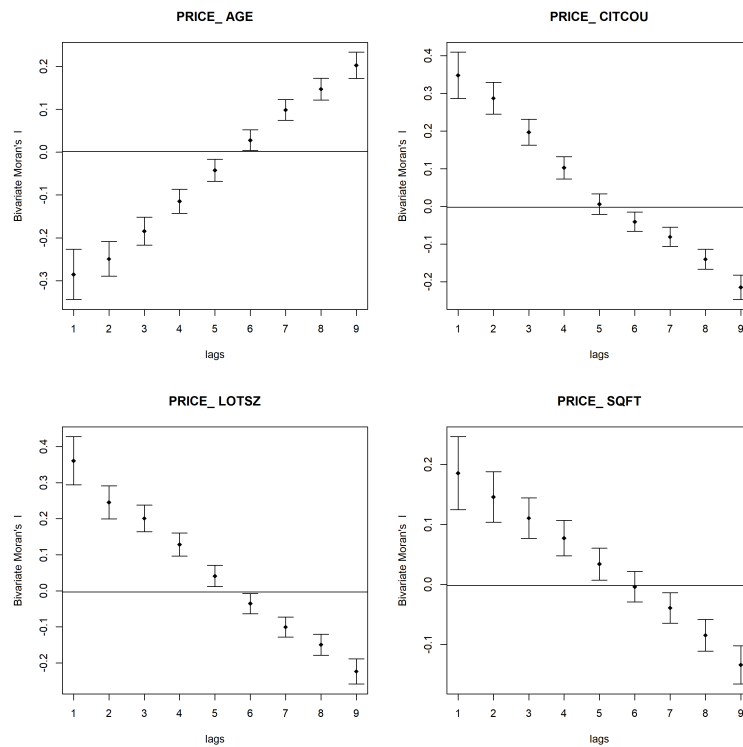 PRICE_ AGE
Bivariate Moran's I
0.2
0.1
0.0
-0.1
-0.2
-0.3
1 2 3 4 5 6 7 8 9
lags
PRICE_ CITCOU
Bivariate Moran's I
0.4
0.3
0.2
0.1
0.0
-0.1
-0.2
1 2 3 4 5 6 7 8 9
lags
PRICE_ LOTSZ
Bivariate Moran's I
0.4
0.3
0.2
0.1
0.0
-0.1
-0.2
1 2 3 4 5 6 7 8 9
lags
PRICE_ SQFT
Bivariate Moran's I
0.2
0.1
0.0
-0.1
1 2 3 4 5 6 7 8 9
lags